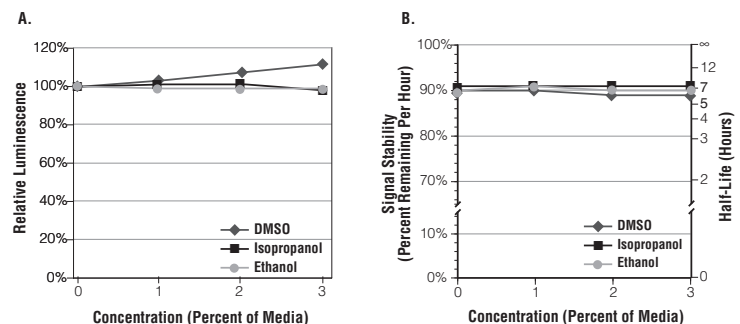 A.
Relative Luminescence
120%
100%
80%
60%
40%
20%
0%
0 1 2 3
DMSO
Isopropanol
Ethanol
Concentration (Percent of Media)
B.
Signal Stability
(Percent Remaining Per Hour)
100%
90%
80%
70%
10%
0%
0 1 2 3
DMSO
Isopropanol
Ethanol
∞
12
7
5
4
3
2
0
Half-Life (Hours)
Concentration (Percent of Media)